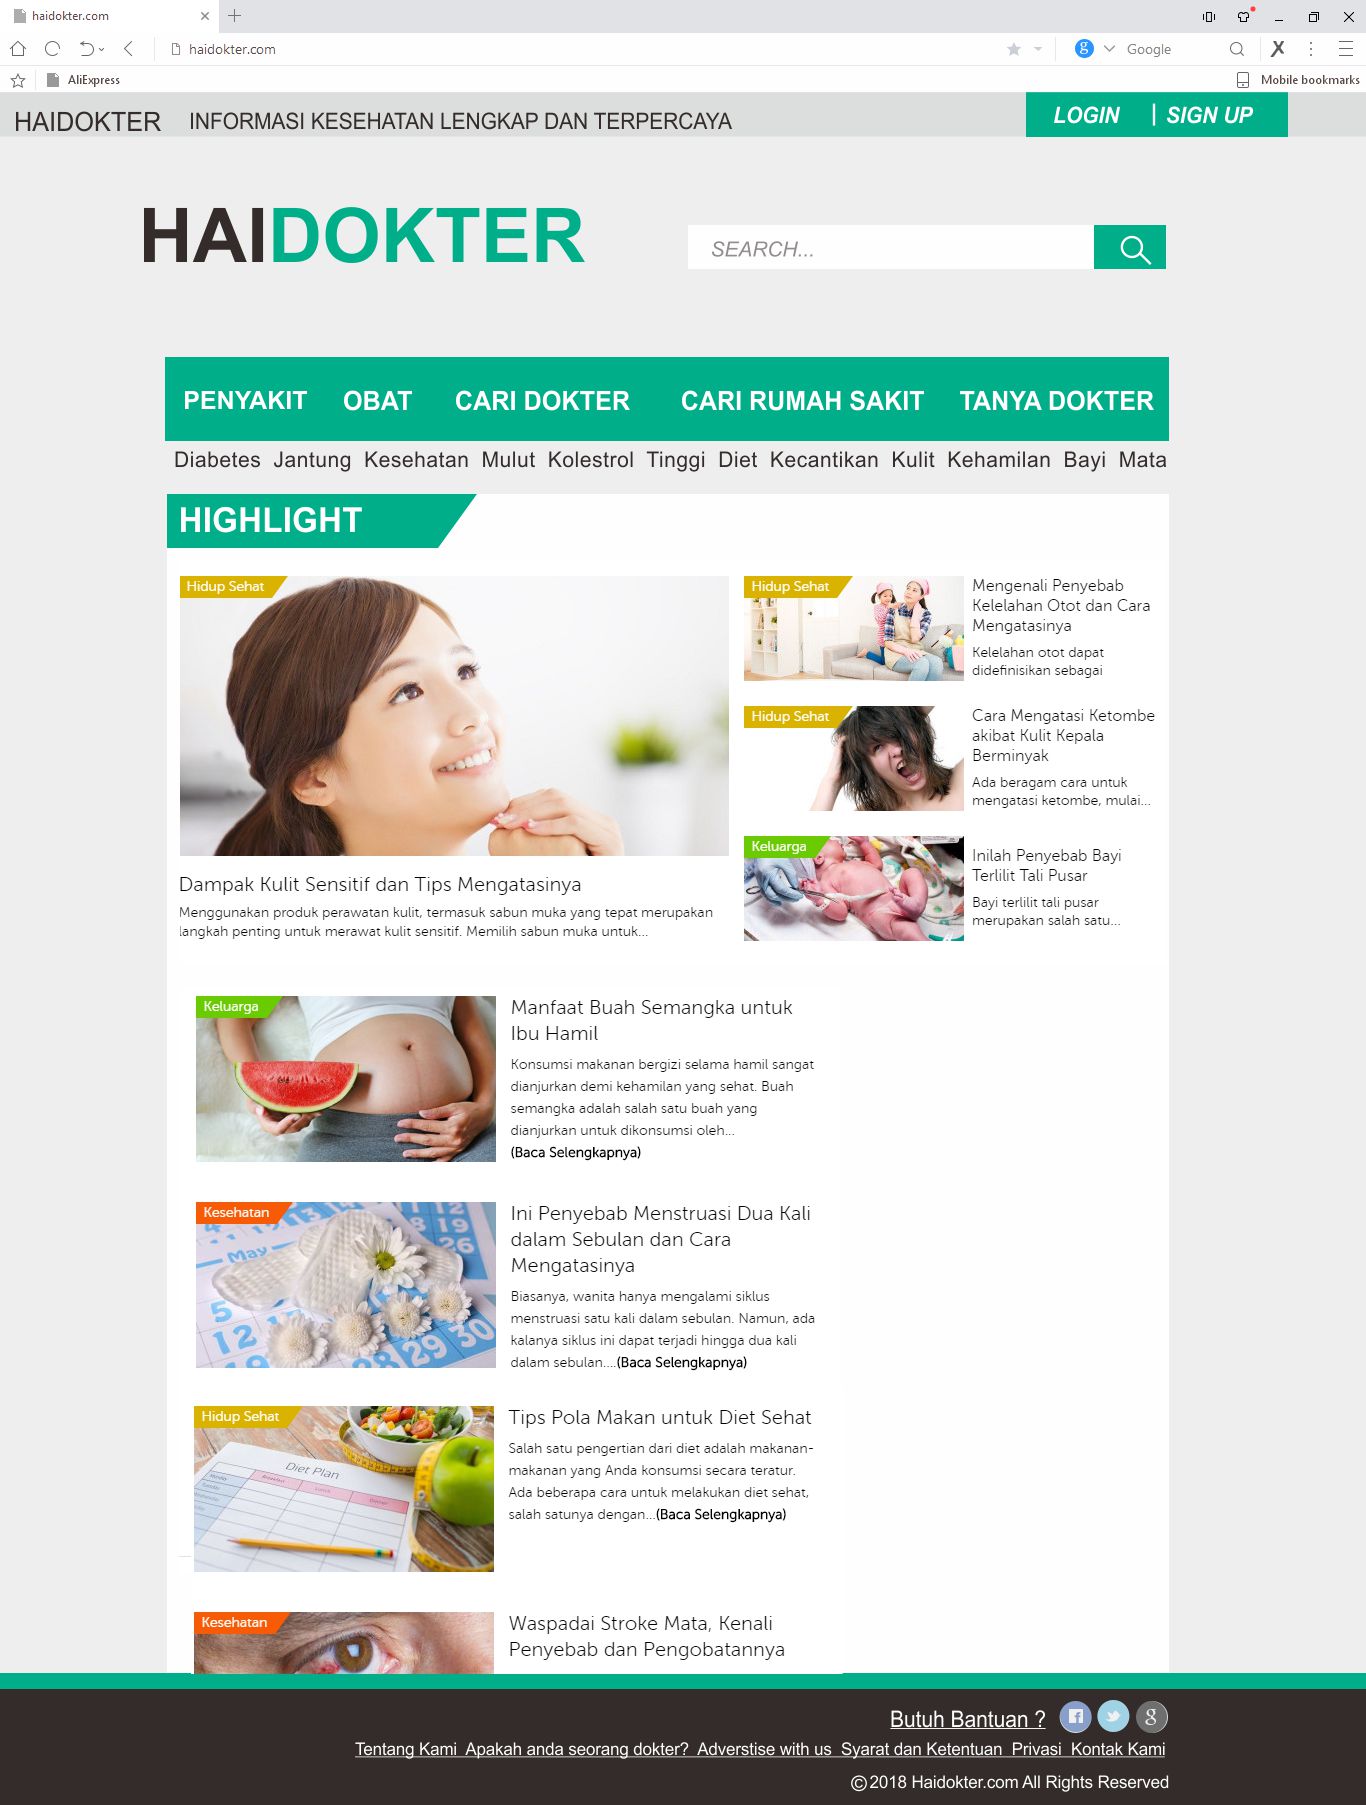 haidokter.com
haidokter.com
Google
AliExpress
Mobile bookmarks
HAIDOKTER INFORMASI KESEHATAN LENGKAP DAN TERPERCAYA
LOGIN | SIGN UP
HAIDOKTER
SEARCH...
PENYAKIT OBAT CARI DOKTER CARI RUMAH SAKIT TANYA DOKTER
Diabetes Jantung Kesehatan Mulut Kolestrol Tinggi Diet Kecantikan Kulit Kehamilan Bayi Mata
HIGHLIGHT
Hidup Sehat
Dampak Kulit Sensitif dan Tips Mengatasinya
Menggunakan produk perawatan kulit, termasuk sabun muka yang tepat merupakan
langkah penting untuk merawat kulit sensitif. Memilih sabun muka untuk...
Hidup Sehat
Mengenali Penyebab
Kelelahan Otot dan Cara
Mengatasinya
Kelelahan otot dapat
didefinisikan sebagai
Hidup Sehat
Cara Mengatasi Ketombe
akibat Kulit Kepala
Berminyak
Ada beragam cara untuk
mengatasi ketombe, mulai...
Keluarga
Inilah Penyebab Bayi
Terlilit Tali Pusar
Bayi terlilit tali pusar
merupakan salah satu...
Keluarga
Manfaat Buah Semangka untuk
Ibu Hamil
Konsumsi makanan bergizi selama hamil sangat
dianjurkan demi kehamilan yang sehat. Buah
semangka adalah salah satu buah yang
dianjurkan untuk dikonsumsi oleh...
(Baca Selengkapnya)
Kesehatan
May
12 19
26
5
12
22 29 30
Ini Penyebab Menstruasi Dua Kali
dalam Sebulan dan Cara
Mengatasinya
Biasanya, wanita hanya mengalami siklus
menstruasi satu kali dalam sebulan. Namun, ada
kalanya siklus ini dapat terjadi hingga dua kali
dalam sebulan....(Baca Selengkapnya)
Hidup Sehat
Diet Plan
Tips Pola Makan untuk Diet Sehat
Salah satu pengertian dari diet adalah makanan-
makanan yang Anda konsumsi secara teratur.
Ada beberapa cara untuk melakukan diet sehat,
salah satunya dengan...(Baca Selengkapnya)
Kesehatan
Waspadai Stroke Mata, Kenali
Penyebab dan Pengobatannya
Butuh Bantuan ?
Tentang Kami Apakah anda seorang dokter? Adverstise with us Syarat dan Ketentuan Privasi Kontak Kami
©2018 Haidokter.com All Rights Reserved